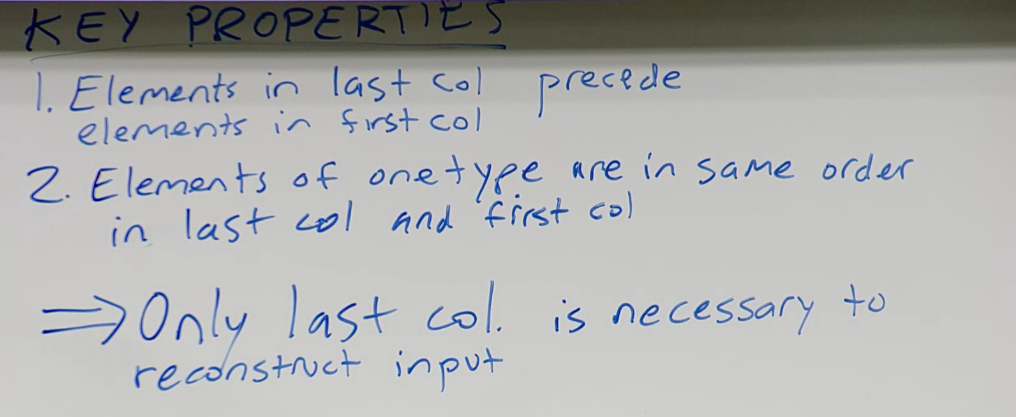 KEY PROPERTIES
1. Elements in last col precede
elements in first col
2. Elements of one type are in same order
in last col and first col
⇒ Only last col. is necessary to
reconstruct input